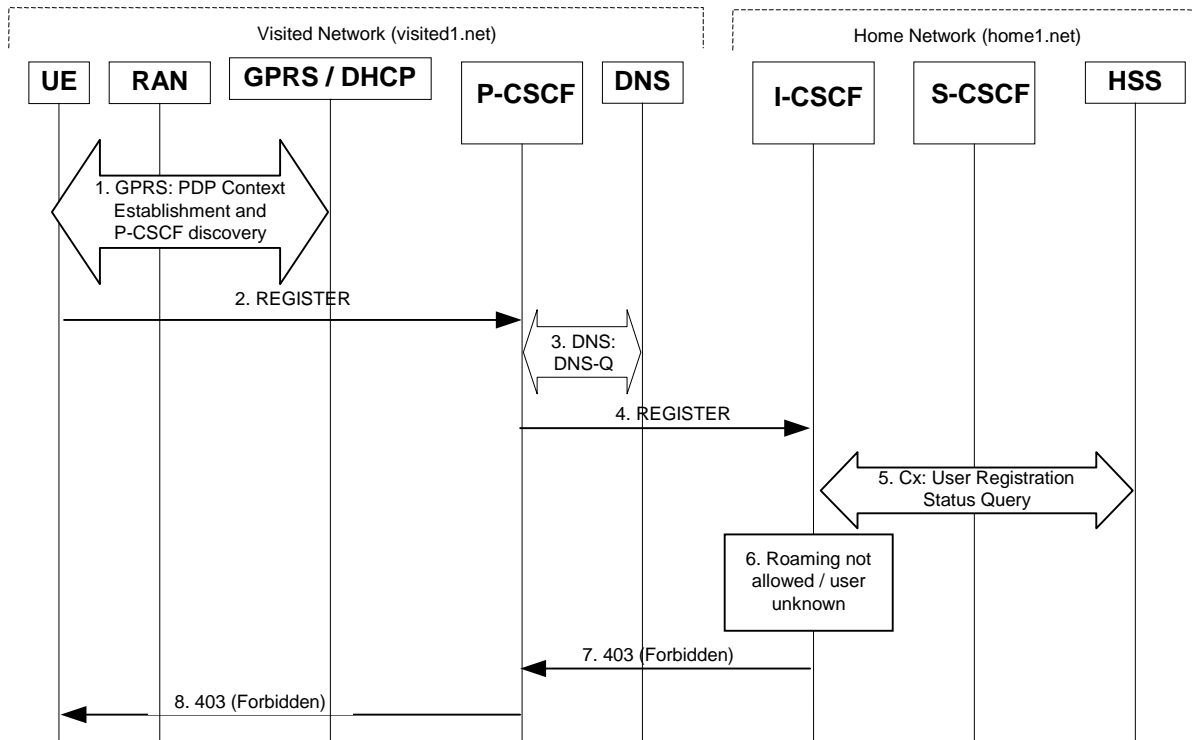 Visited Network (visited1.net)
Home Network (home1.net)
UE
RAN
GPRS / DHCP
P-CSCF
DNS
I-CSCF
S-CSCF
HSS
1. GPRS: PDP Context
Establishment and
P-CSCF discovery
2. REGISTER
3. DNS:
DNS-Q
4. REGISTER
5. Cx: User Registration
Status Query
6. Roaming not
allowed / user
unknown
7. 403 (Forbidden)
8. 403 (Forbidden)